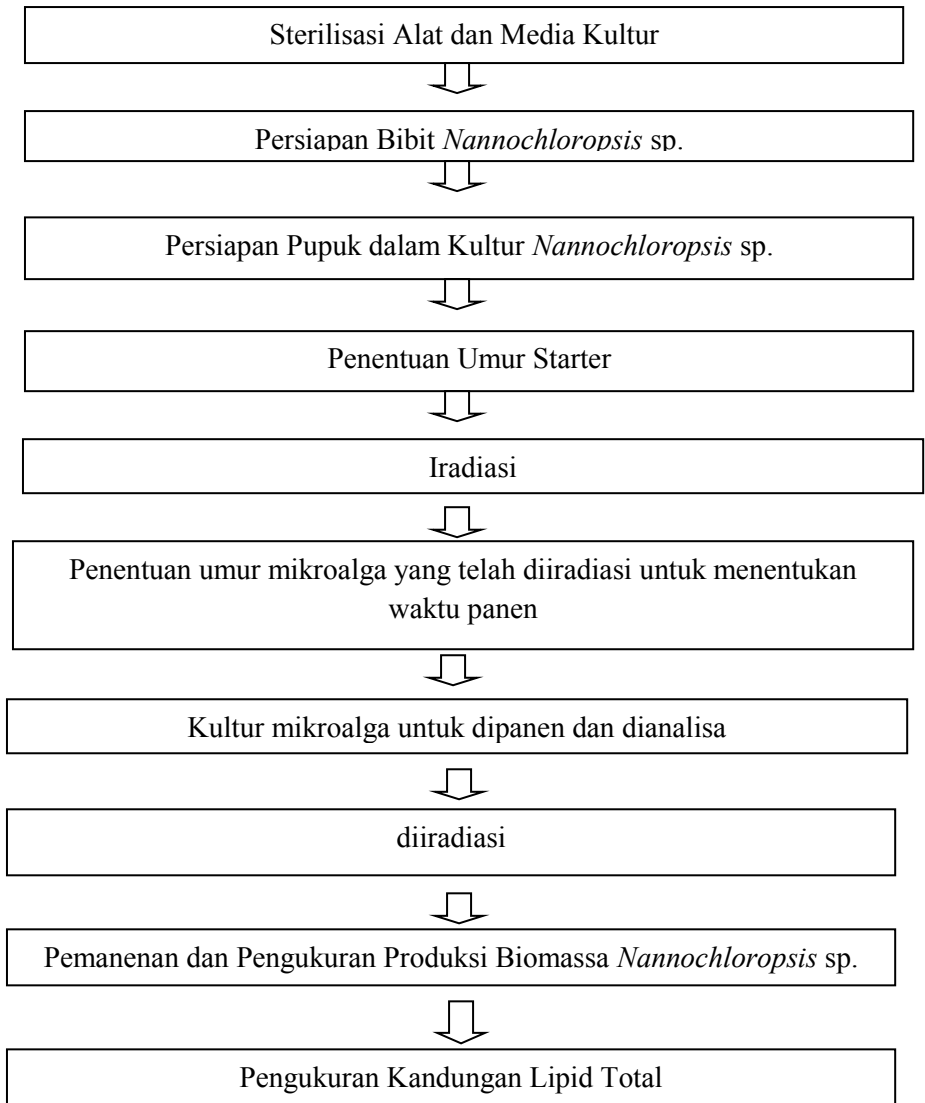 Sterilisasi Alat dan Media Kultur
Persiapan Bibit Nannochloropsis sp.
Persiapan Pupuk dalam Kultur Nannochloropsis sp.
Penentuan Umur Starter
Iradiasi
Penentuan umur mikroalga yang telah diiradiasi untuk menentukan
waktu panen
Kultur mikroalga untuk dipanen dan dianalisa
diiradiasi
Pemanenan dan Pengukuran Produksi Biomassa Nannochloropsis sp.
Pengukuran Kandungan Lipid Total